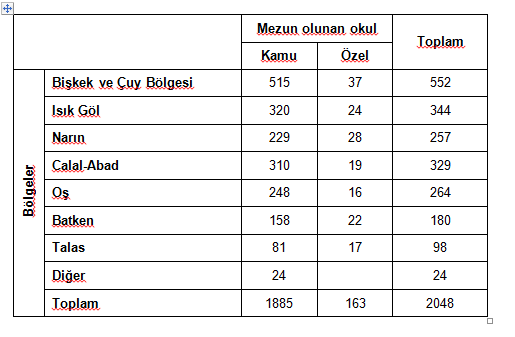 Mezun olunan okul Toplam
Kamu Özel
Bölgeler
Bişkek ve Çuy Bölgesi 515 37 552
Isık Göl 320 24 344
Narın 229 28 257
Calal-Abad 310 19 329
Oş 248 16 264
Batken 158 22 180
Talas 81 17 98
Diğer 24 24
Toplam 1885 163 2048